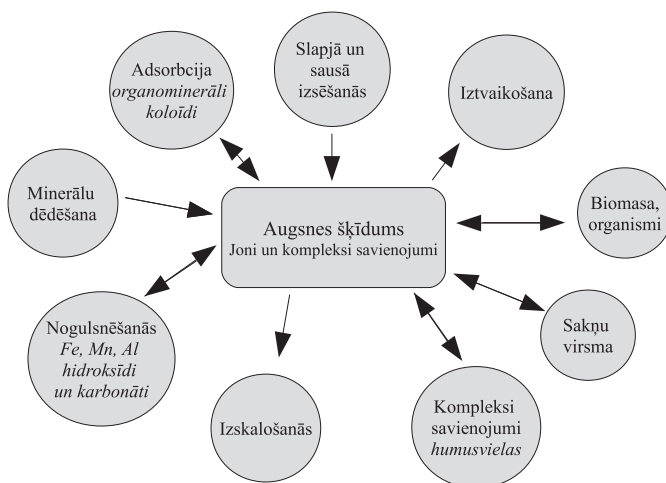 Slapjā un
sausā
izsēšanās
Adsorbcija
organominerāli
koloīdi
Iztvaikošana
Minerālu
dēdēšana
Augsnes šķīdums
Joni un kompleksi savienojumi
Biomasa,
organismi
Nogulsnēšanās
Fe, Mn, Al
hidroksīdi
un karbonāti
Sakņu
virsma
Izskalošanās
Kompleksi
savienojumi
humusvielas